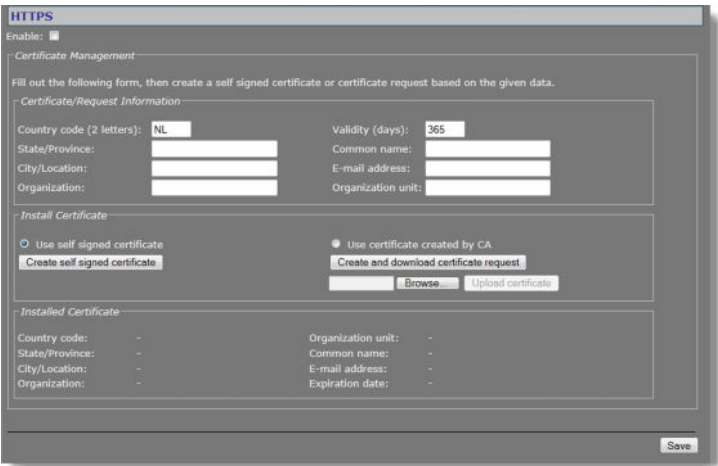 HTTPS
Enable:
Certificate Management
Fill out the following form, then create a self signed certificate or certificate request based on the given data.
Certificate/Request Information
Country code (2 letters): NL Validity (days): 365
State/Province: Common name:
City/Location: E-mail address:
Organization: Organization unit:
Install Certificate
Use self signed certificate Use certificate created by CA
Create self signed certificate Create and download certificate request
Browse... Upload certificate
Installed Certificate
Country code: - Organization unit: -
State/Province: - Common name: -
City/Location: - E-mail address: -
Organization: - Expiration date: -
Save